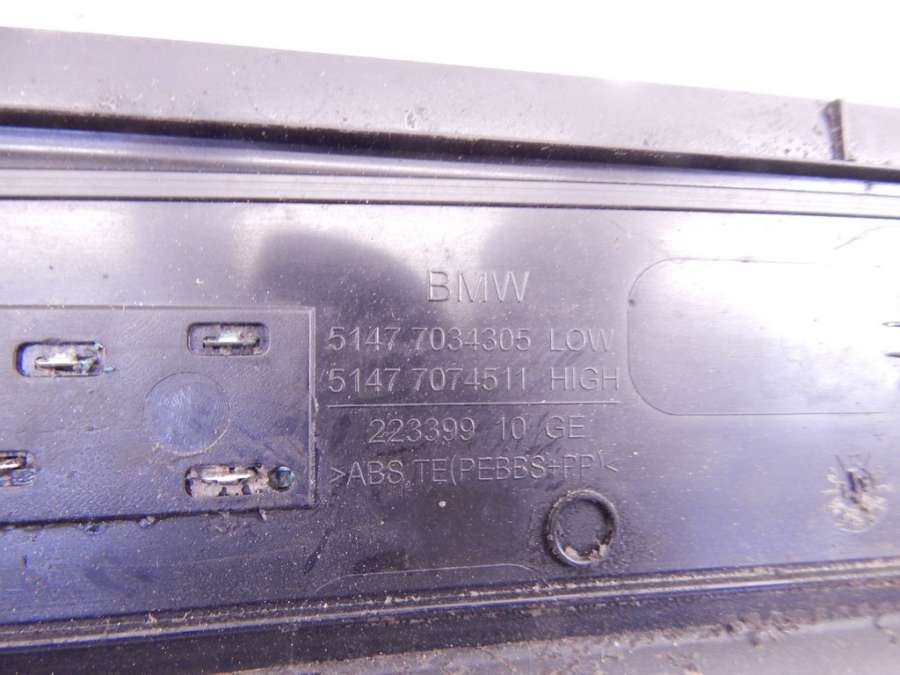 BMW
5147 7034305 LOW
5147 7074511 HIGH
223399 10 GE
>ABS,TE(PEBBS+PP)<